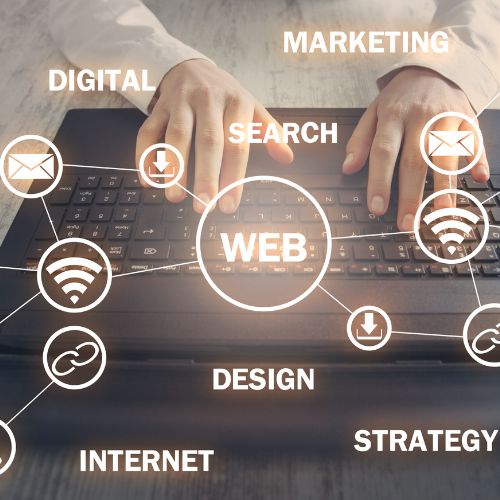 MARKETING
DIGITAL
SEARCH
WEB
DESIGN
STRATEGY
INTERNET